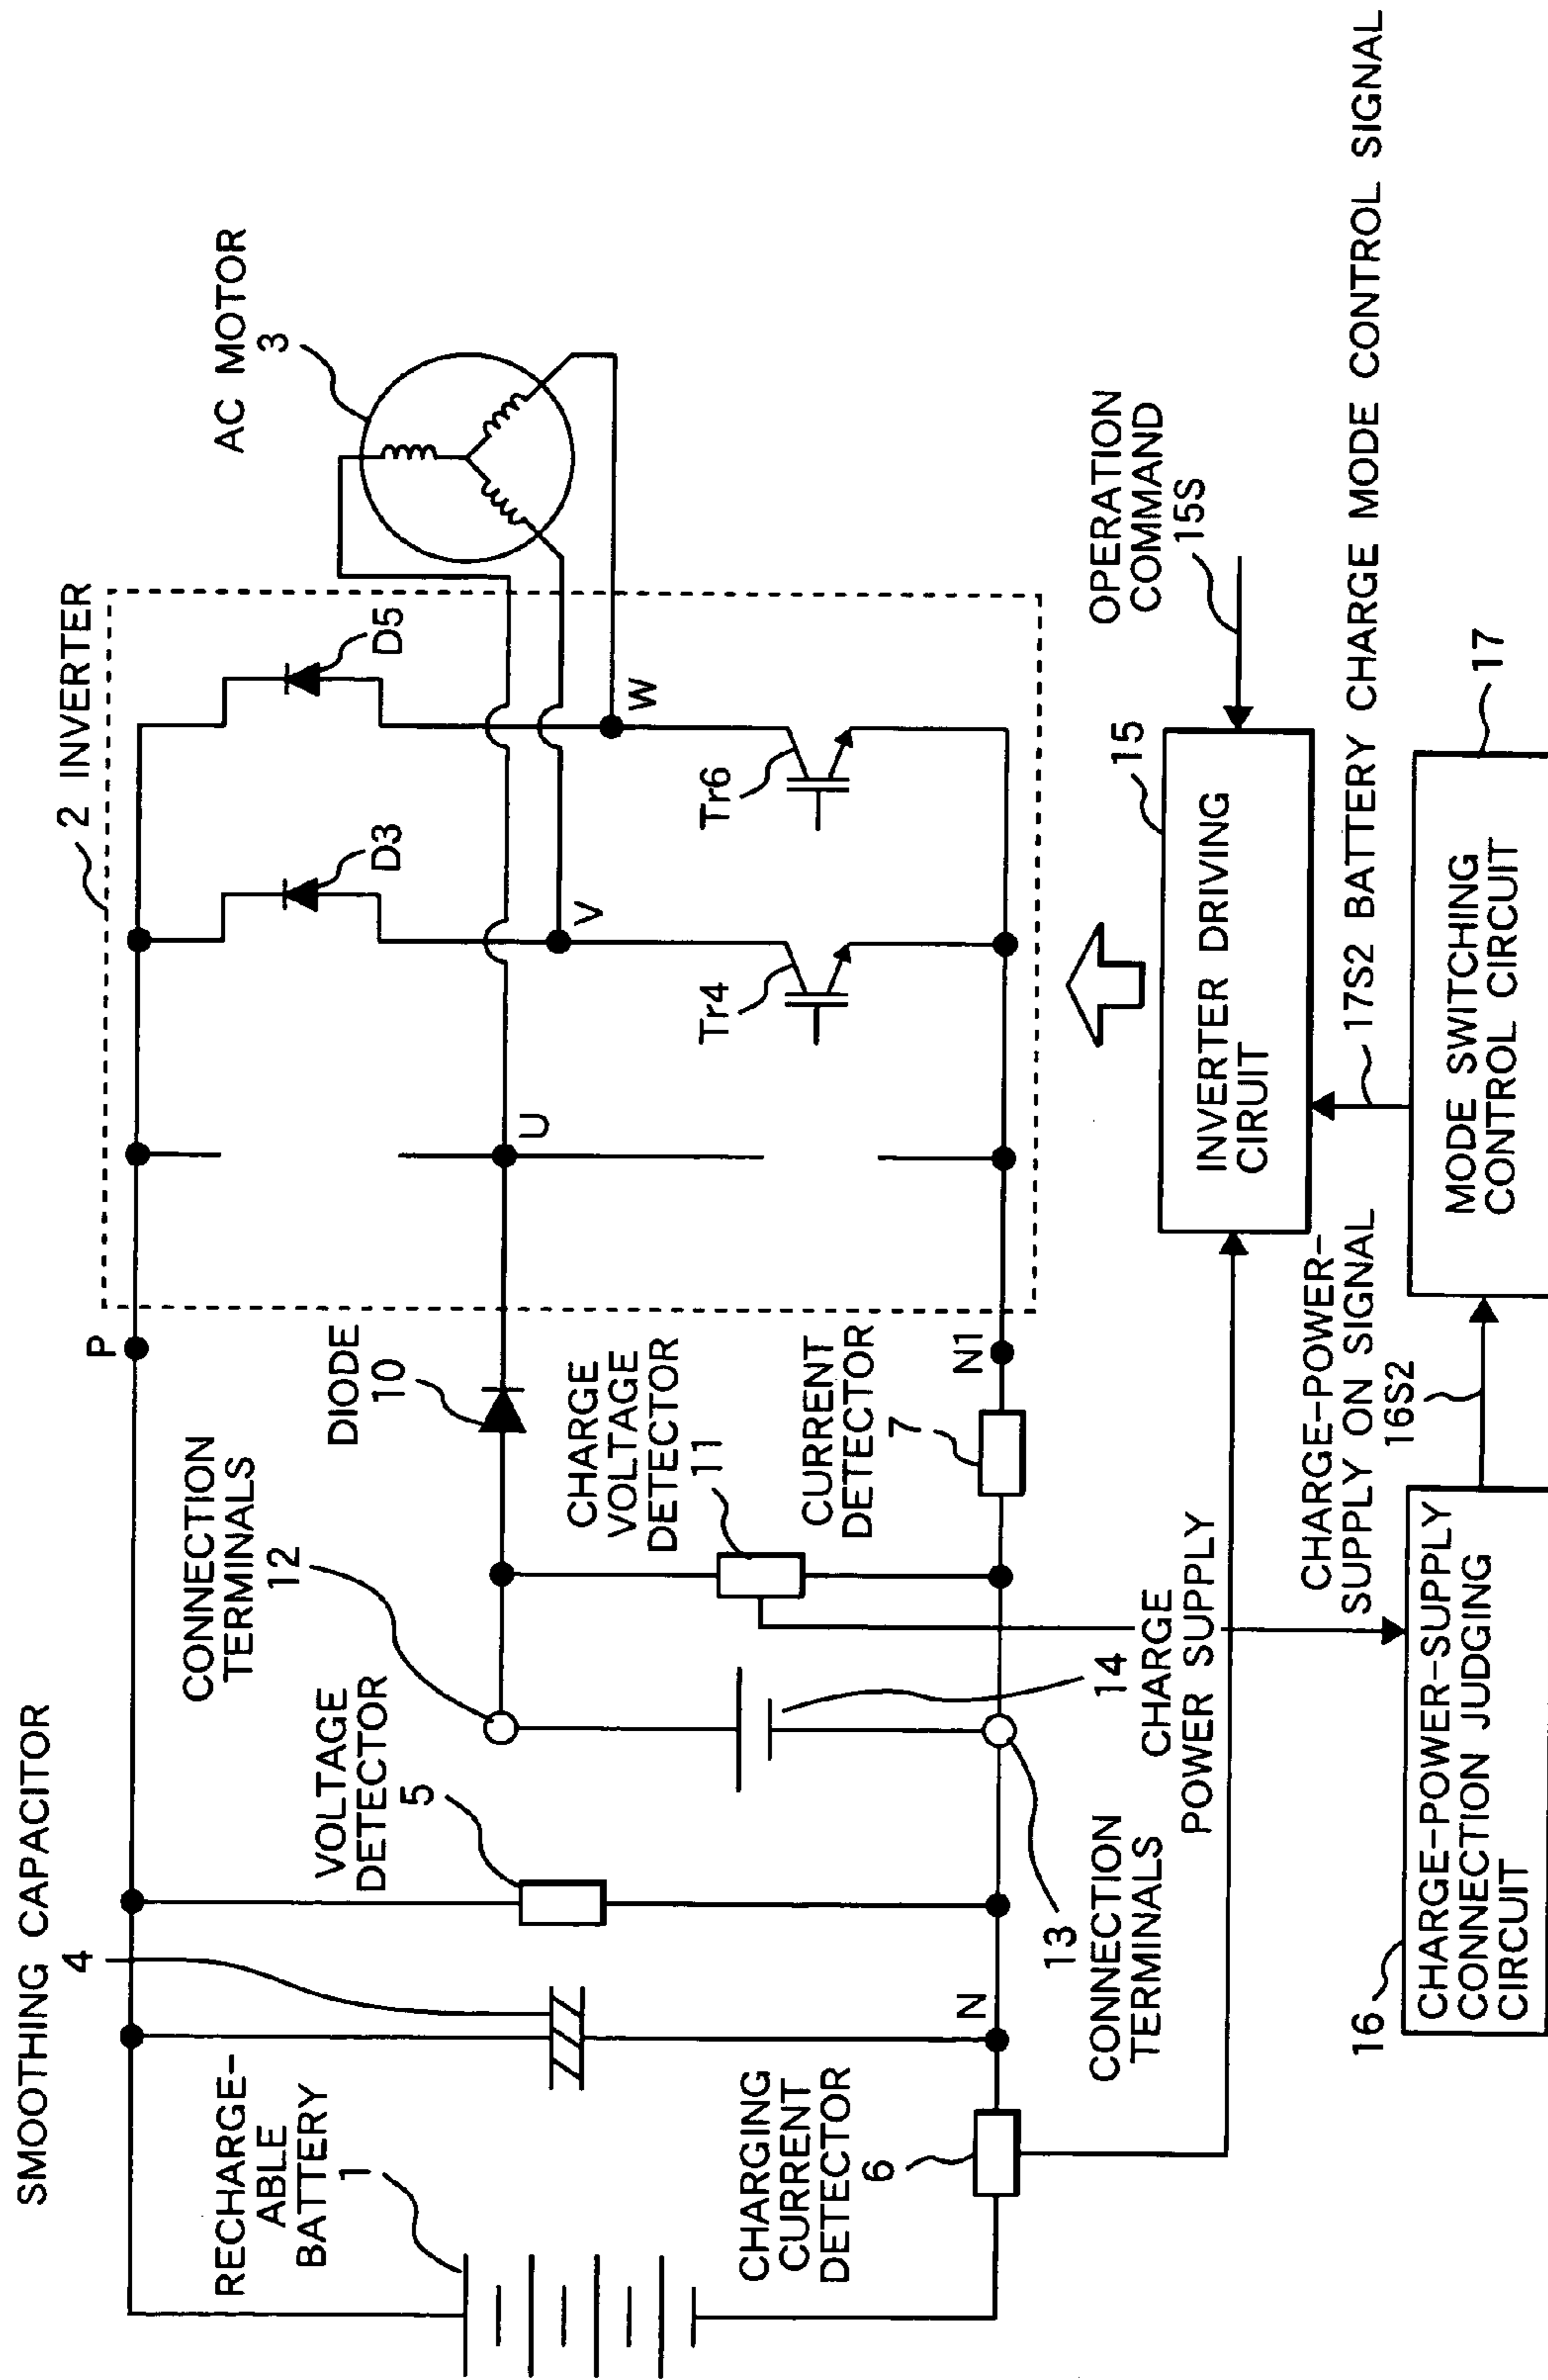 SMOOTHING CAPACITOR
4
RECHARGE-
ABLE
BATTERY
1
VOLTAGE
DETECTOR
5
CONNECTION
TERMINALS
12
P
DIODE
10
2 INVERTER
D3
D5
AC MOTOR
3
U
V
W
Tr4
Tr6
CHARGING
CURRENT
DETECTOR
6
N
13
CONNECTION
TERMINALS
14
CHARGE
POWER SUPPLY
CHARGE
VOLTAGE
DETECTOR
11
CURRENT
DETECTOR
7
N1
OPERATION
COMMAND
15S
15
INVERTER DRIVING
CIRUIT
17S2 BATTERY CHARGE MODE CONTROL SIGNAL
CHARGE-POWER-
SUPPLY ON SIGNAL
16S2
16
CHARGE-POWER-SUPPLY
CONNECTION JUDGING
CIRCUIT
MODE SWITCHING
CONTROL CIRCUIT
17